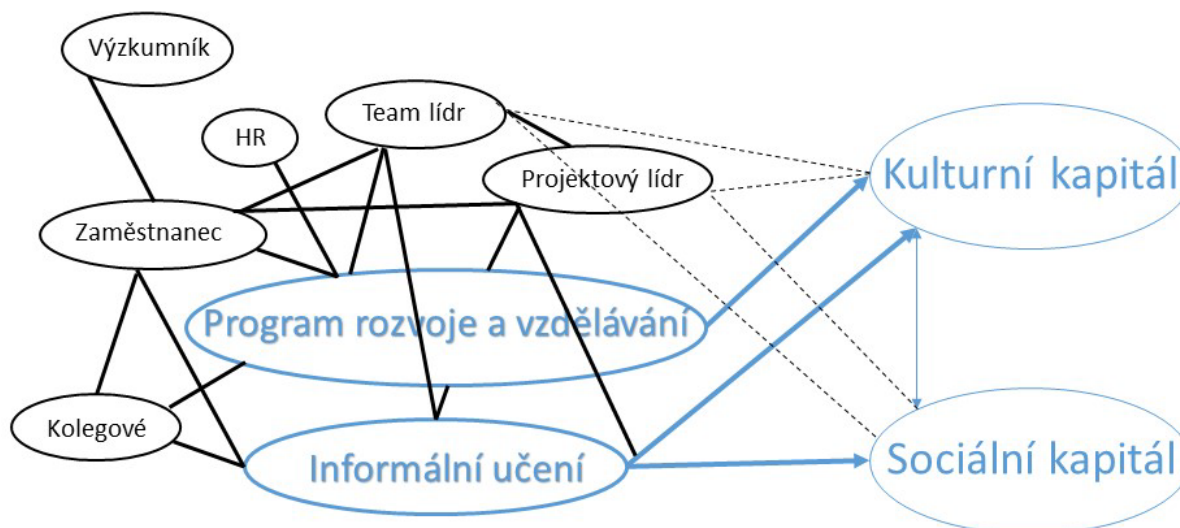 Výzkumník
Team lídr
HR
Projektový lídr
Kulturní kapitál
Zaměstnanec
Program rozvoje a vzdělávání
Kolegové
Informální učení
Sociální kapitál